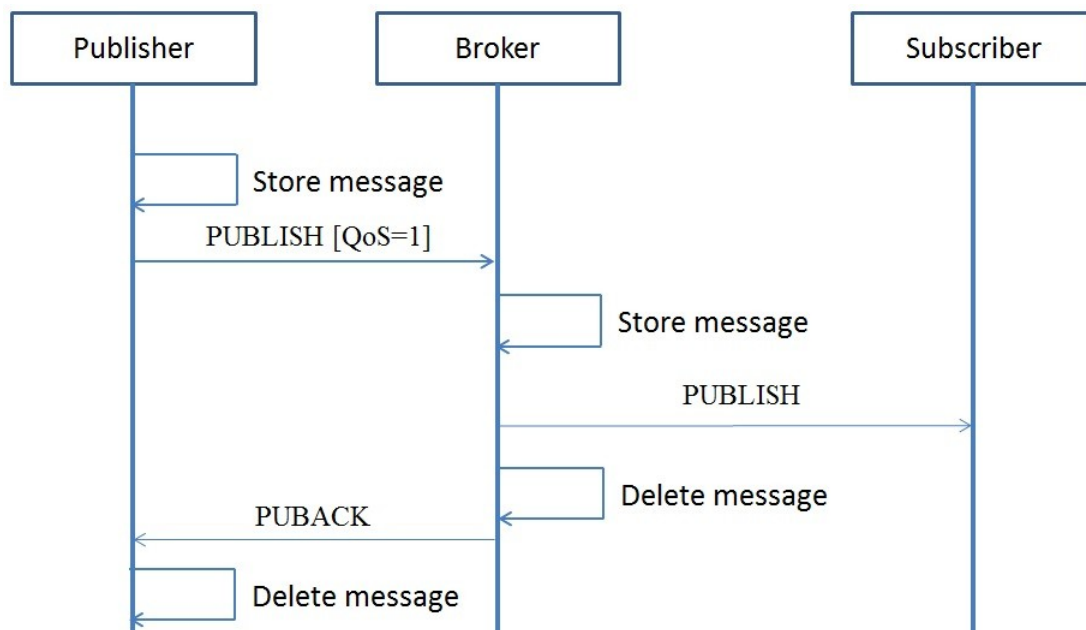 Publisher
Broker
Subscriber
Store message
PUBLISH [QoS=1]
Store message
PUBLISH
Delete message
PUBACK
Delete message